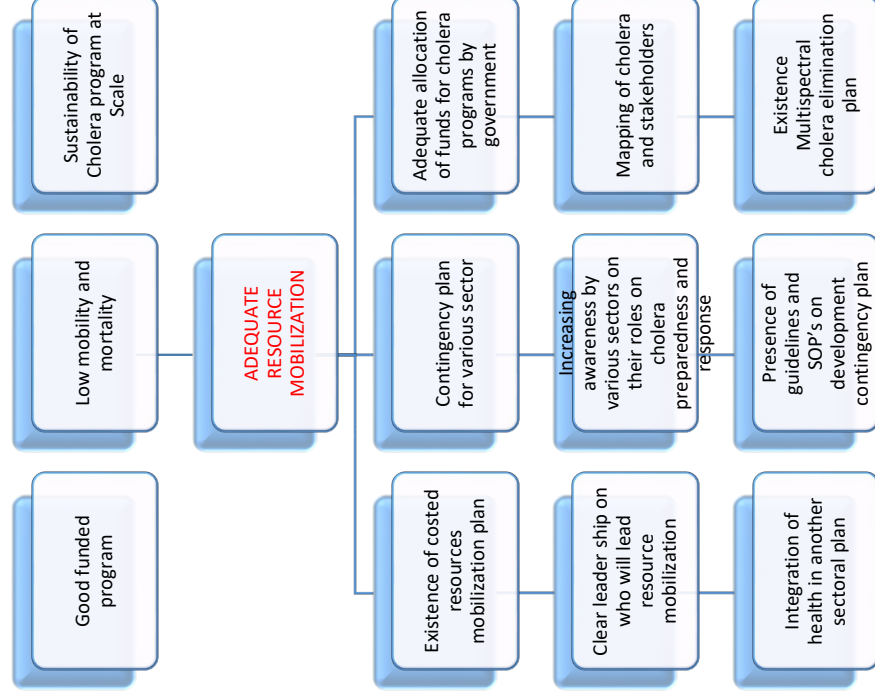 Good funded
program
Low mobility and
mortality
Sustainability of
Cholera program at
Scale
ADEQUATE
RESOURCE
MOBILIZATION
Existence of costed
resources
mobilization plan
Contingency plan
for various sector
Adequate allocation
of funds for cholera
programs by
government
Clear leader ship on
who will lead
resource
mobilization
Increasing
awareness by
various sectors on
their roles on
cholera
preparedness and
response
Mapping of cholera
and stakeholders
Integration of
health in another
sectoral plan
Presence of
guidelines and
SOP's on
development
contingency plan
Existence
Multispectral
cholera elimination
plan